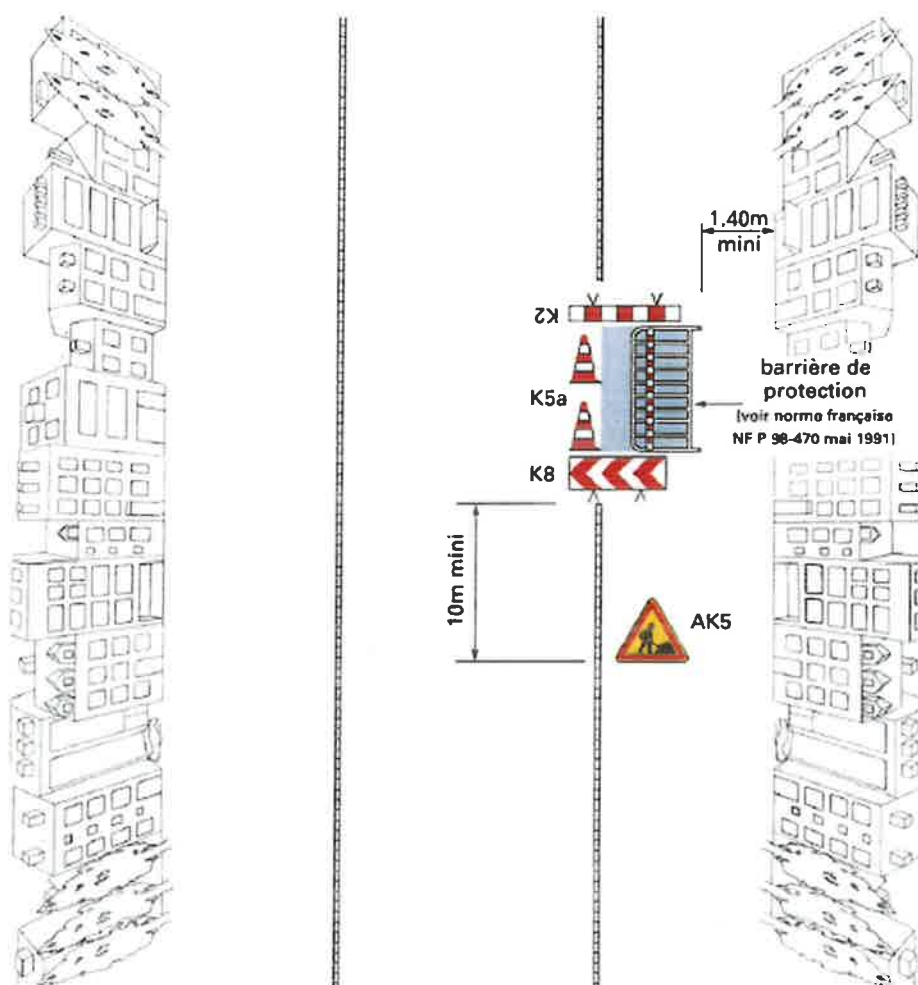 1.40m
mini
K2
K5a
barrière de
protection
(voir norme française
NF P 98-470 mai 1991)
K8
10m mini
AK5